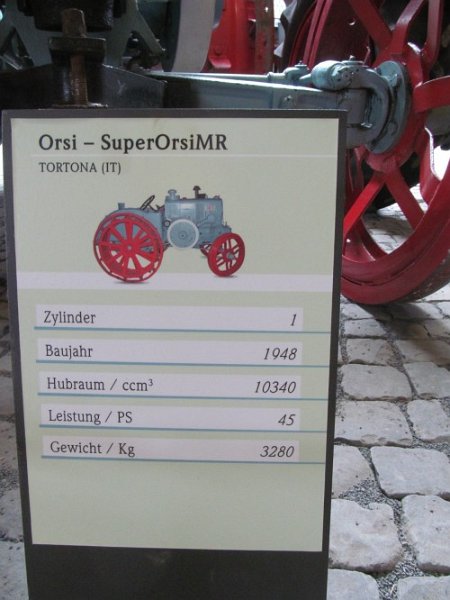 Orsi – SuperOrsiMR
TORTONA (IT)
Zylinder 1
Baujahr 1948
Hubraum / ccm³ 10340
Leistung / PS 45
Gewicht / Kg 3280